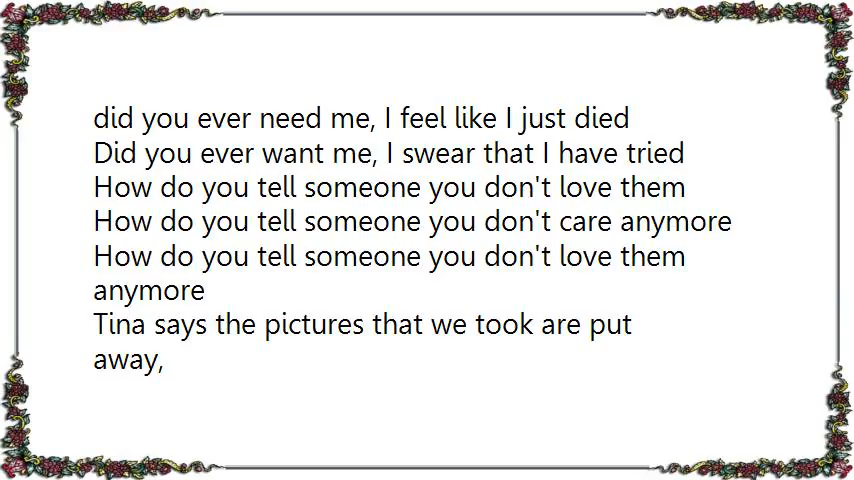 did you ever need me, I feel like I just died
Did you ever want me, I swear that I have tried
How do you tell someone you don't love them
How do you tell someone you don't care anymore
How do you tell someone you don't love them
anymore
Tina says the pictures that we took are put
away,